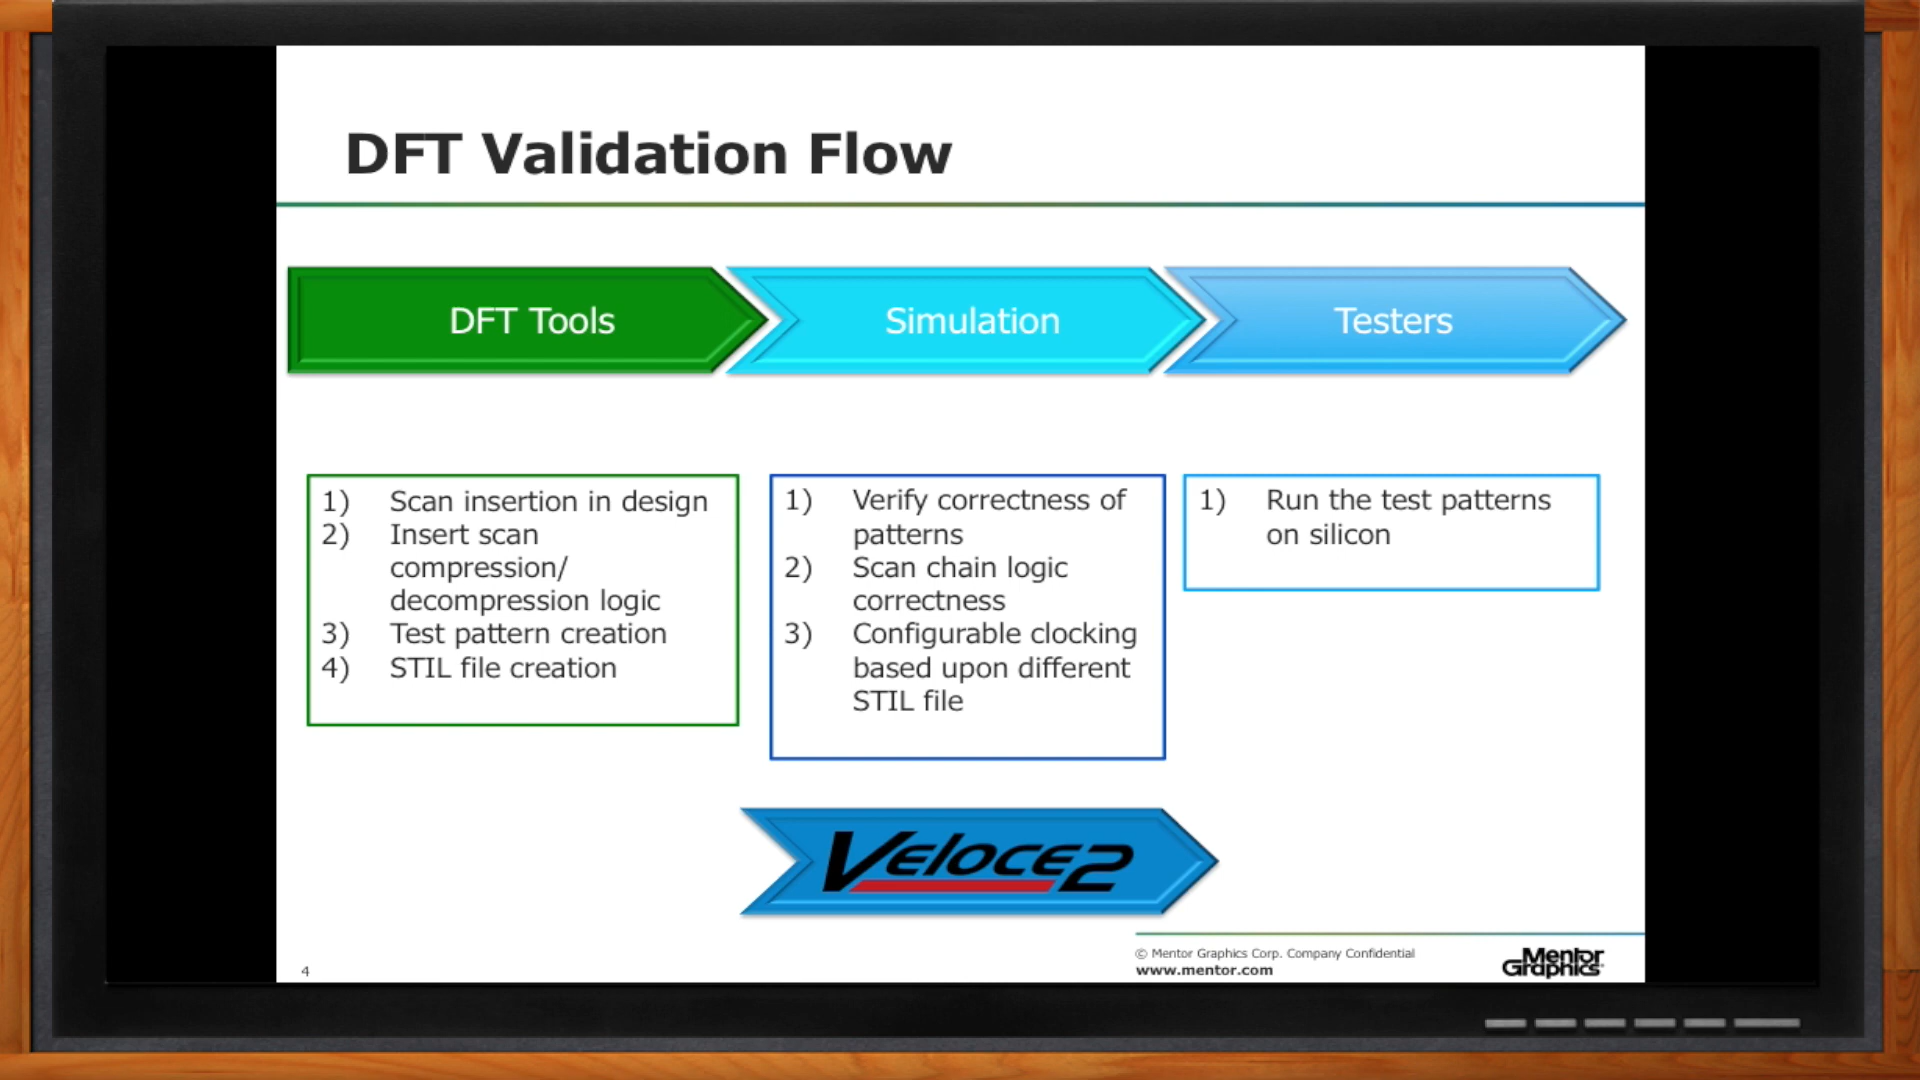 DFT Validation Flow
DFT Tools
Simulation
Testers
1) Scan insertion in design
2) Insert scan
compression/
decompression logic
3) Test pattern creation
4) STIL file creation
1) Verify correctness of
patterns
2) Scan chain logic
correctness
3) Configurable clocking
based upon different
STIL file
1) Run the test patterns
on silicon
Veloce2
4
© Mentor Graphics Corp. Company Confidential
www.mentor.com
Mentor
Graphics